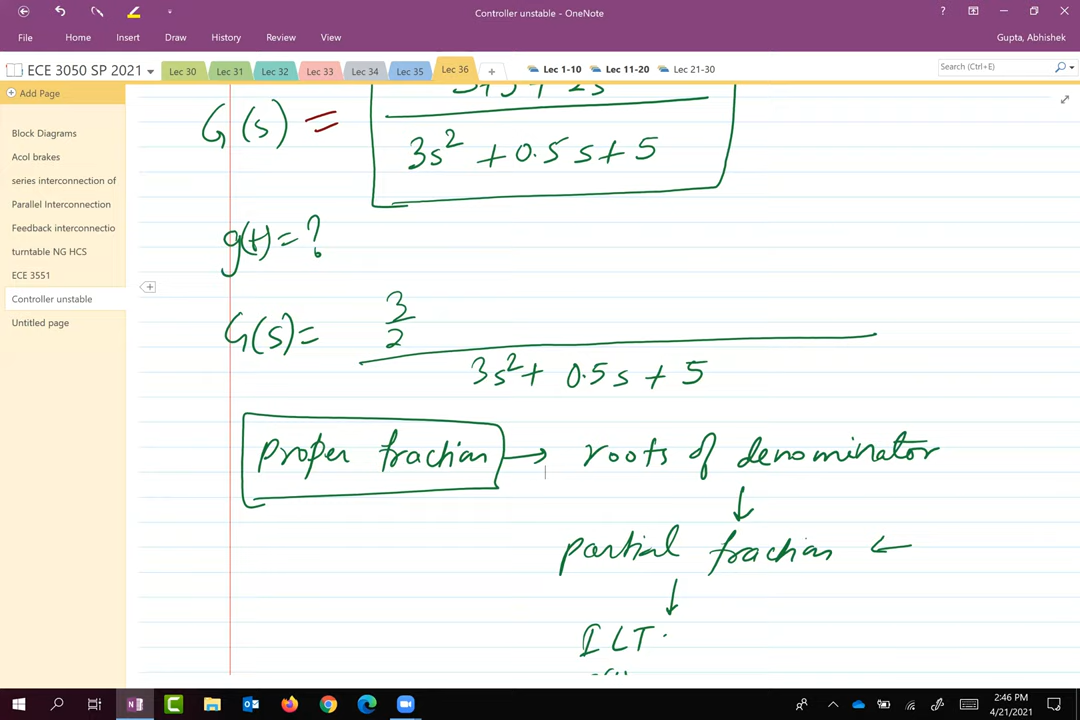 Controller unstable - OneNote
File Home Insert Draw History Review View Gupta, Abhishek
ECE 3050 SP 2021 Lec 30 Lec 31 Lec 32 Lec 33 Lec 34 Lec 35 Lec 36 Lec 1-10 Lec 11-20 Lec 21-30 Search (Ctrl+E)
Add Page
Block Diagrams
Acol brakes
series interconnection of
Parallel Interconnection
Feedback interconnectio
turntable NG HCS
ECE 3551
Controller unstable
Untitled page
G(s) =
3s² + 0.5 s + 5
g(t) = ?
G(s) = 3/2
3s² + 0.5 s + 5
proper fraction → roots of denominator
↓
partial fraction ←
↓
ILT.
2:46 PM
4/21/2021